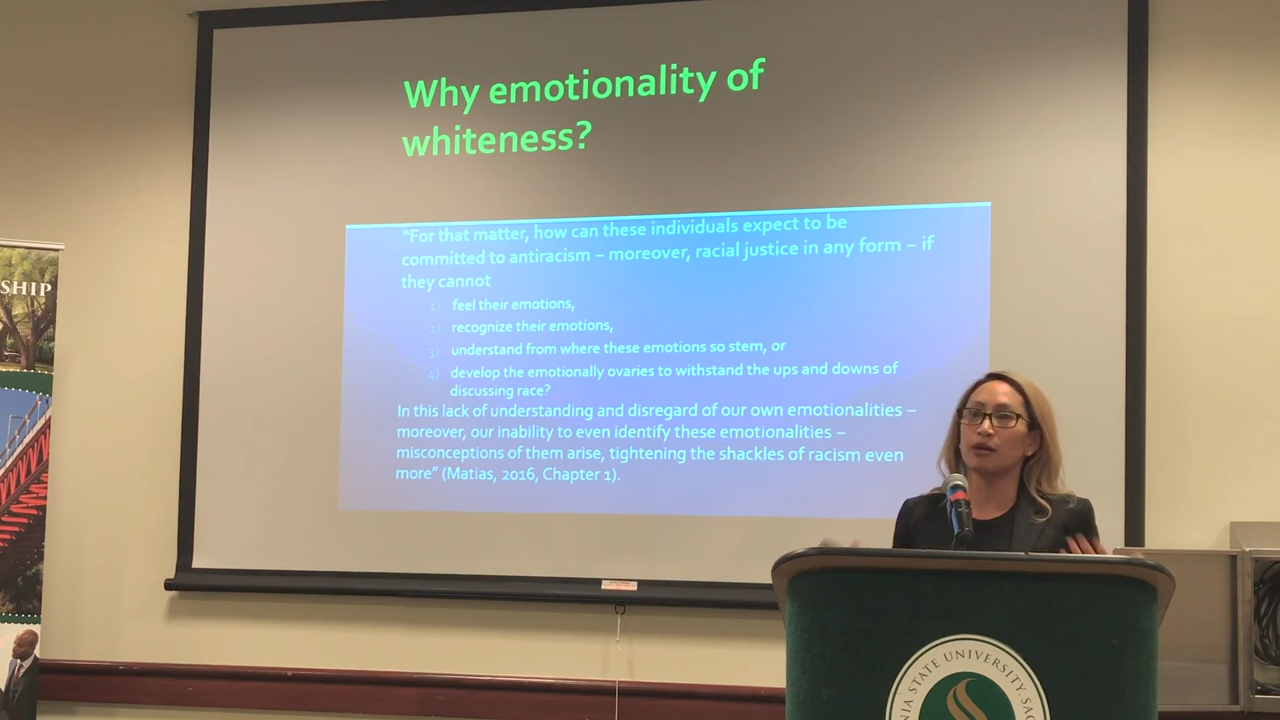 Why emotionality of
whiteness?
"For that matter, how can these individuals expect to be
committed to antiracism – moreover, racial justice in any form – if
they cannot
1) feel their emotions,
2) recognize their emotions,
3) understand from where these emotions so stem, or
4) develop the emotionally ovaries to withstand the ups and downs of
discussing race?
In this lack of understanding and disregard of our own emotionalities –
moreover, our inability to even identify these emotionalities –
misconceptions of them arise, tightening the shackles of racism even
more" (Matias, 2016, Chapter 1).
SHIP
NIA STATE UNIVERSITY, SAC